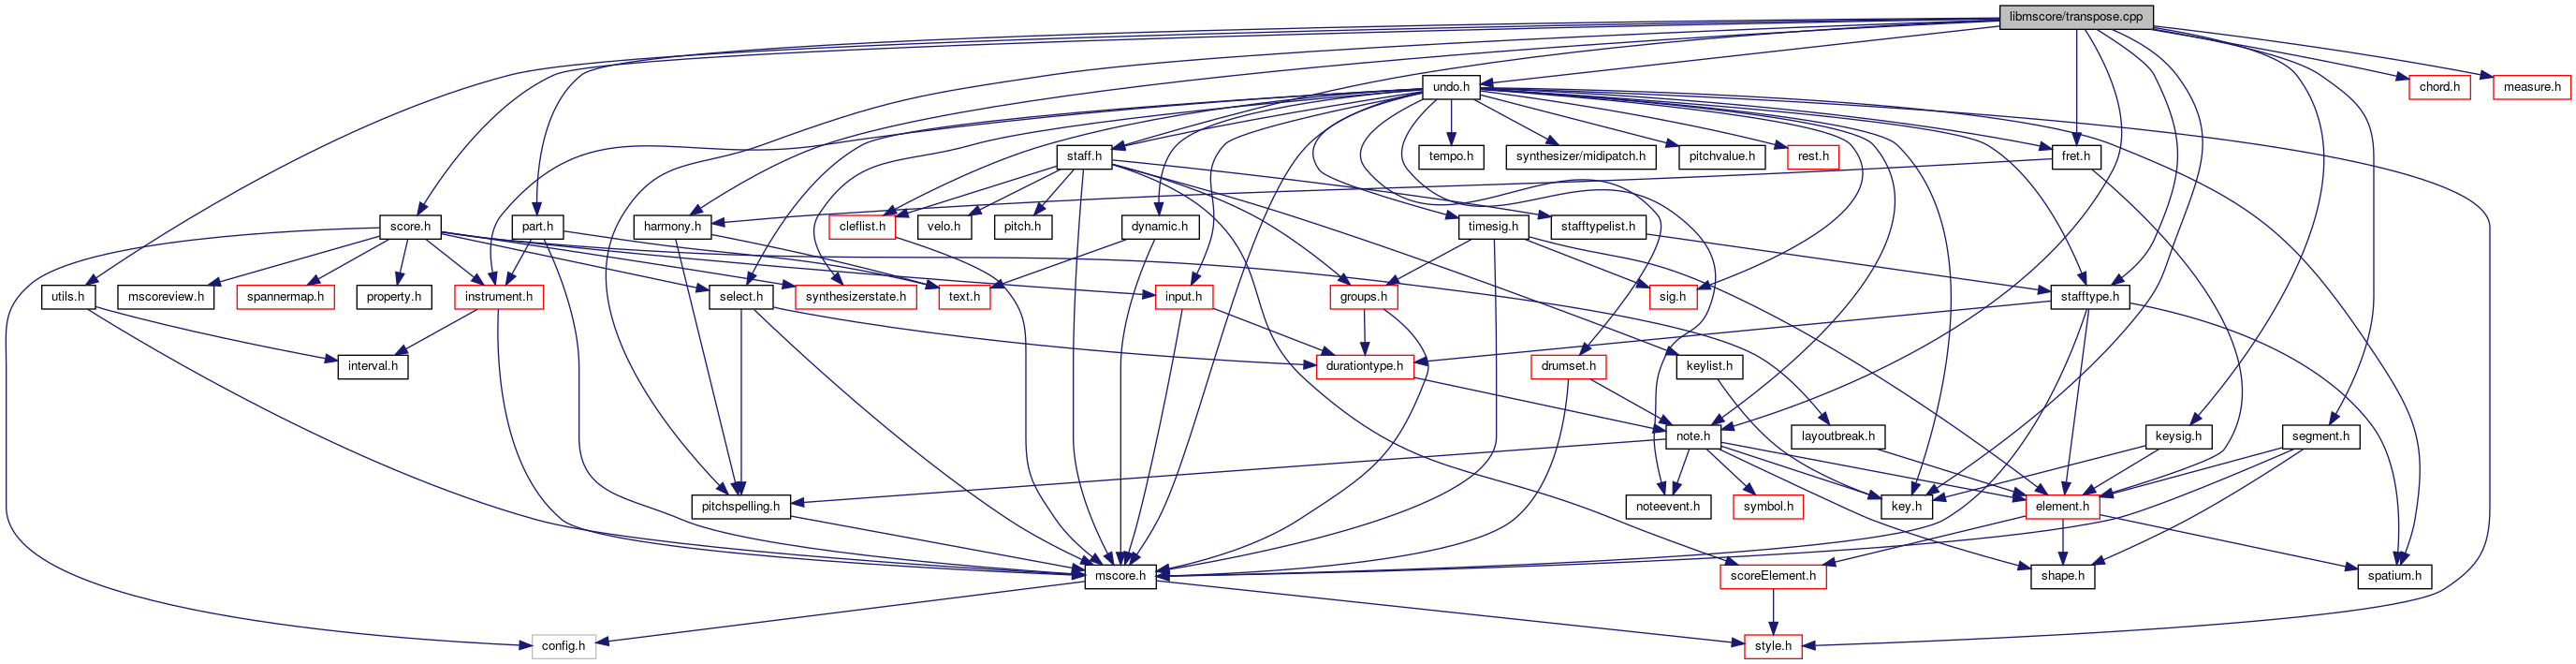 libmscore/transpose.cpp
undo.h
chord.h
measure.h
staff.h
tempo.h
synthesizer/midipatch.h
pitchvalue.h
rest.h
fret.h
score.h
part.h
harmony.h
cleflist.h
velo.h
pitch.h
dynamic.h
timesig.h
stafftypelist.h
utils.h
mscoreview.h
spannermap.h
property.h
instrument.h
select.h
synthesizerstate.h
text.h
input.h
groups.h
sig.h
stafftype.h
interval.h
durationtype.h
drumset.h
keylist.h
note.h
layoutbreak.h
keysig.h
segment.h
pitchspelling.h
noteevent.h
symbol.h
key.h
element.h
mscore.h
scoreElement.h
shape.h
spatium.h
config.h
style.h